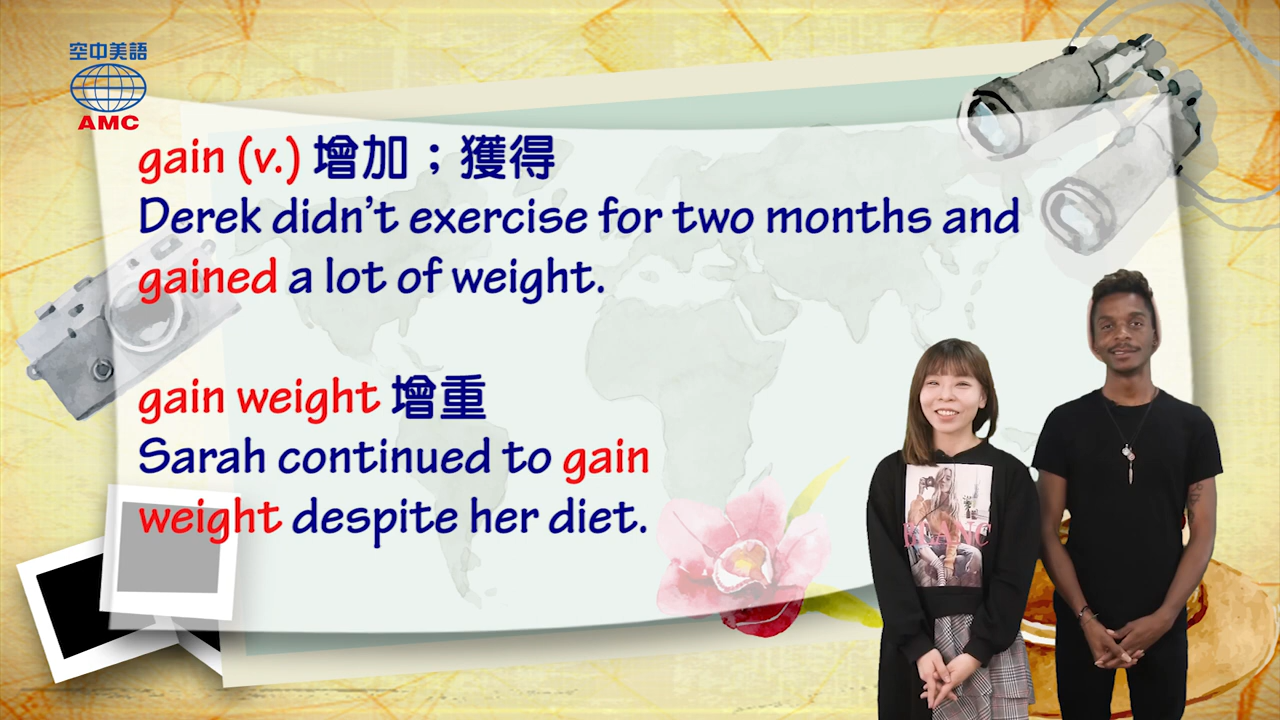 空中美語
AMC
gain (v.) 增加；獲得
Derek didn't exercise for two months and
gained a lot of weight.
gain weight 增重
Sarah continued to gain
weight despite her diet.